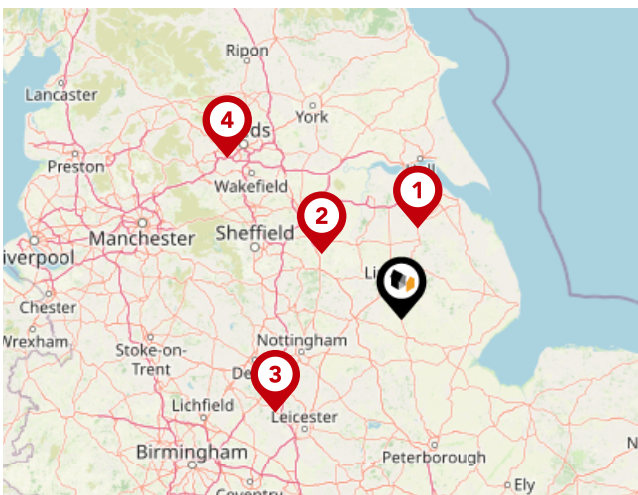 Ripon
Lancaster
4
ds
York
Preston
Wakefield
1
2
Manchester
Sheffield
iverpool
Li
Chester
Wrexham
Nottingham
Stoke-on-
Trent
De
3
Lichfield
Leicester
Birmingham
Peterborough
N
Ely
Coventry